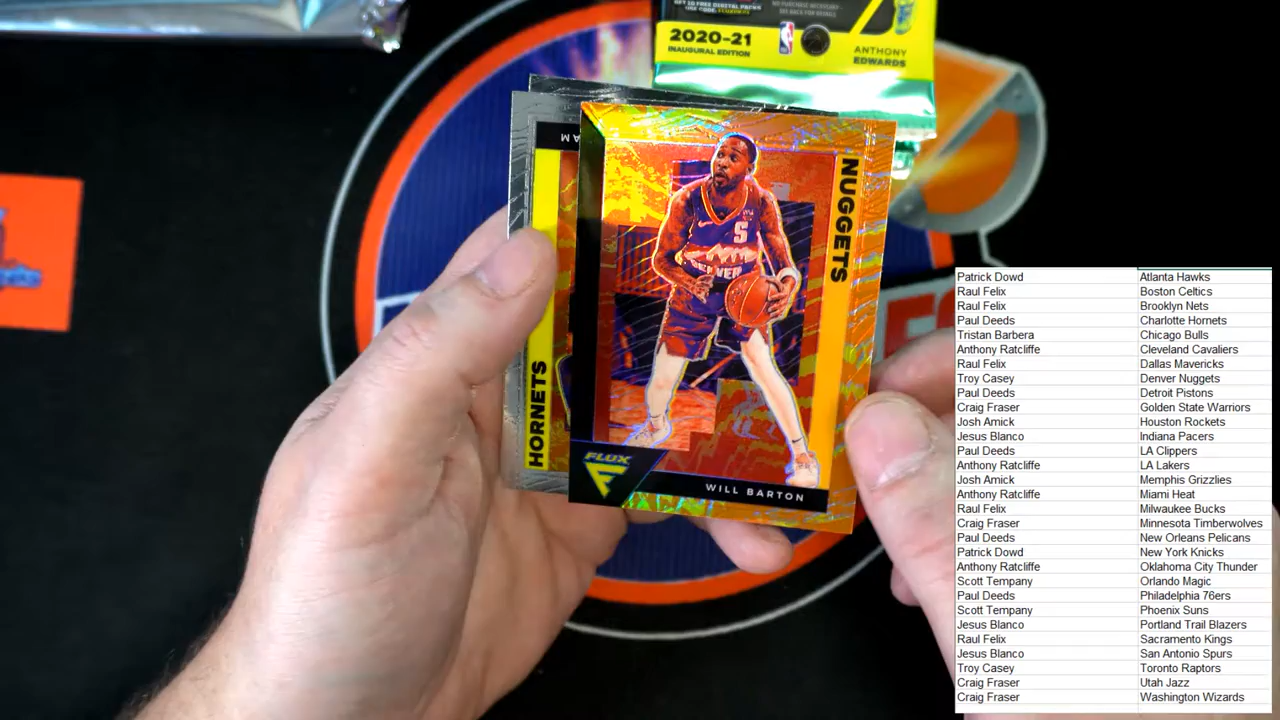 2020-21
INAUGURAL EDITION
ANTHONY
EDWARDS
NUGGETS
S
DENVER
HORNETS
FLUX
WILL BARTON
Patrick Dowd Atlanta Hawks
Raul Felix Boston Celtics
Raul Felix Brooklyn Nets
Paul Deeds Charlotte Hornets
Tristan Barbera Chicago Bulls
Anthony Ratcliffe Cleveland Cavaliers
Raul Felix Dallas Mavericks
Troy Casey Denver Nuggets
Paul Deeds Detroit Pistons
Craig Fraser Golden State Warriors
Josh Amick Houston Rockets
Jesus Blanco Indiana Pacers
Paul Deeds LA Clippers
Anthony Ratcliffe LA Lakers
Josh Amick Memphis Grizzlies
Anthony Ratcliffe Miami Heat
Raul Felix Milwaukee Bucks
Craig Fraser Minnesota Timberwolves
Paul Deeds New Orleans Pelicans
Patrick Dowd New York Knicks
Anthony Ratcliffe Oklahoma City Thunder
Scott Tempany Orlando Magic
Paul Deeds Philadelphia 76ers
Scott Tempany Phoenix Suns
Jesus Blanco Portland Trail Blazers
Raul Felix Sacramento Kings
Jesus Blanco San Antonio Spurs
Troy Casey Toronto Raptors
Craig Fraser Utah Jazz
Craig Fraser Washington Wizards